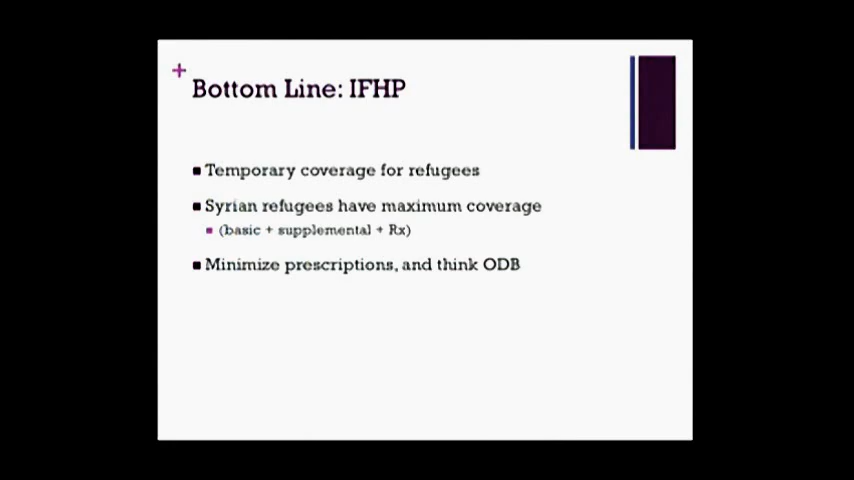 +
Bottom Line: IFHP
Temporary coverage for refugees
Syrian refugees have maximum coverage
(basic + supplemental + Rx)
Minimize prescriptions, and think ODB